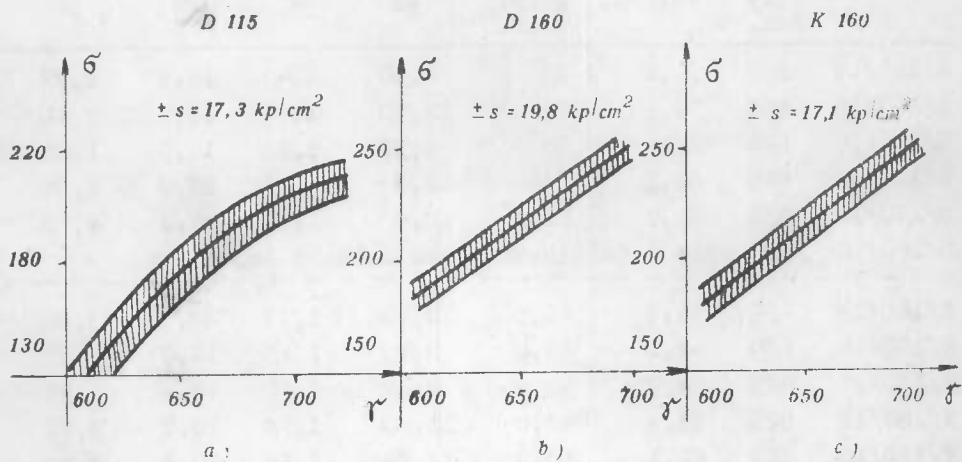 D 115
σ
± s = 17,3 kp/cm²
220
180
130
600 650 700 γ
a)
D 160
σ
± s = 19,8 kp/cm²
250
200
150
600 650 700 γ
b)
K 160
σ
± s = 17,1 kp/cm²
250
200
150
600 650 700 γ
c)